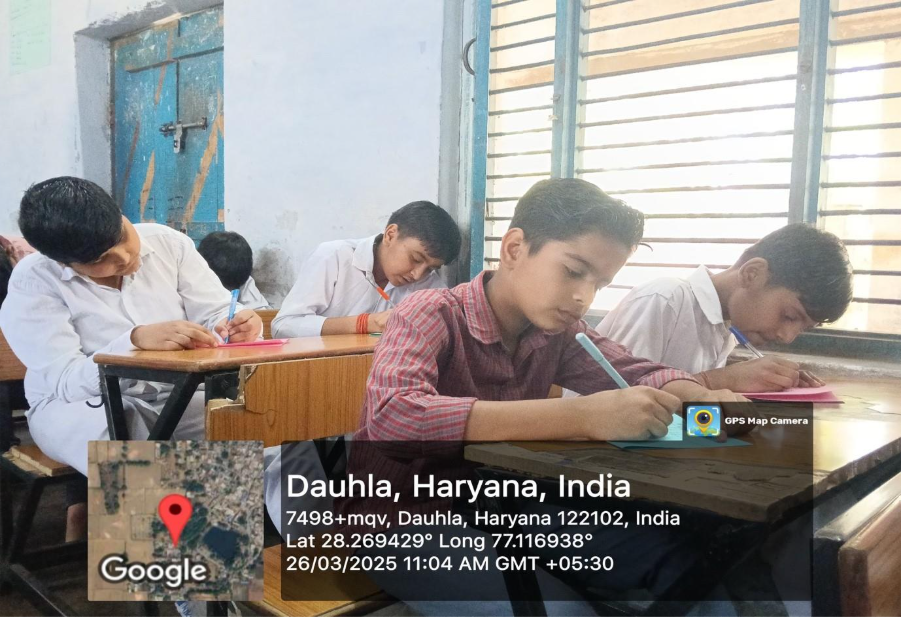 GPS Map Camera
Dauhla, Haryana, India
7498+mqv, Dauhla, Haryana 122102, India
Lat 28.269429° Long 77.116938°
26/03/2025 11:04 AM GMT +05:30
Google